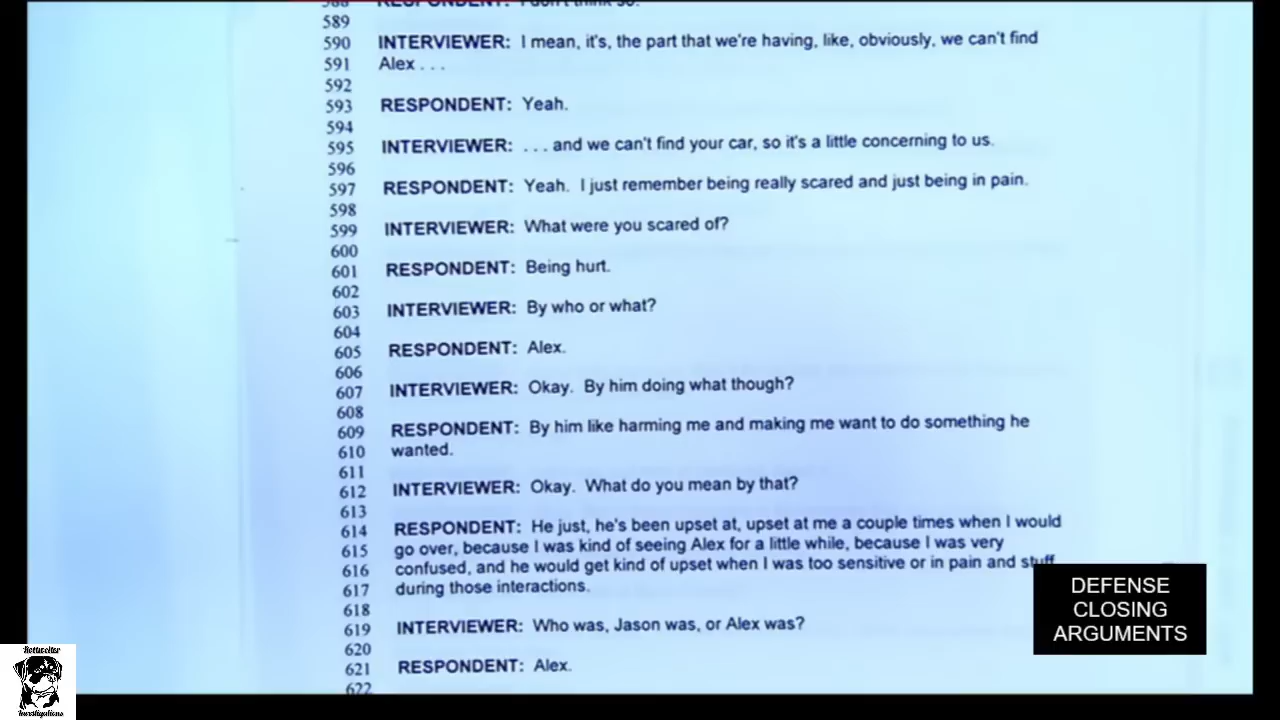 588 RESPONDENT: I don't think so.
589
590 INTERVIEWER: I mean, it's, the part that we're having, like, obviously, we can't find
591 Alex . . .
592
593 RESPONDENT: Yeah.
594
595 INTERVIEWER: . . . and we can't find your car, so it's a little concerning to us.
596
597 RESPONDENT: Yeah. I just remember being really scared and just being in pain.
598
599 INTERVIEWER: What were you scared of?
600
601 RESPONDENT: Being hurt.
602
603 INTERVIEWER: By who or what?
604
605 RESPONDENT: Alex.
606
607 INTERVIEWER: Okay. By him doing what though?
608
609 RESPONDENT: By him like harming me and making me want to do something he
610 wanted.
611
612 INTERVIEWER: Okay. What do you mean by that?
613
614 RESPONDENT: He just, he's been upset at, upset at me a couple times when I would
615 go over, because I was kind of seeing Alex for a little while, because I was very
616 confused, and he would get kind of upset when I was too sensitive or in pain and stuff
617 during those interactions.
618
619 INTERVIEWER: Who was, Jason was, or Alex was?
620
621 RESPONDENT: Alex.
622
DEFENSE
CLOSING
ARGUMENTS
Rottweiler
Investigations